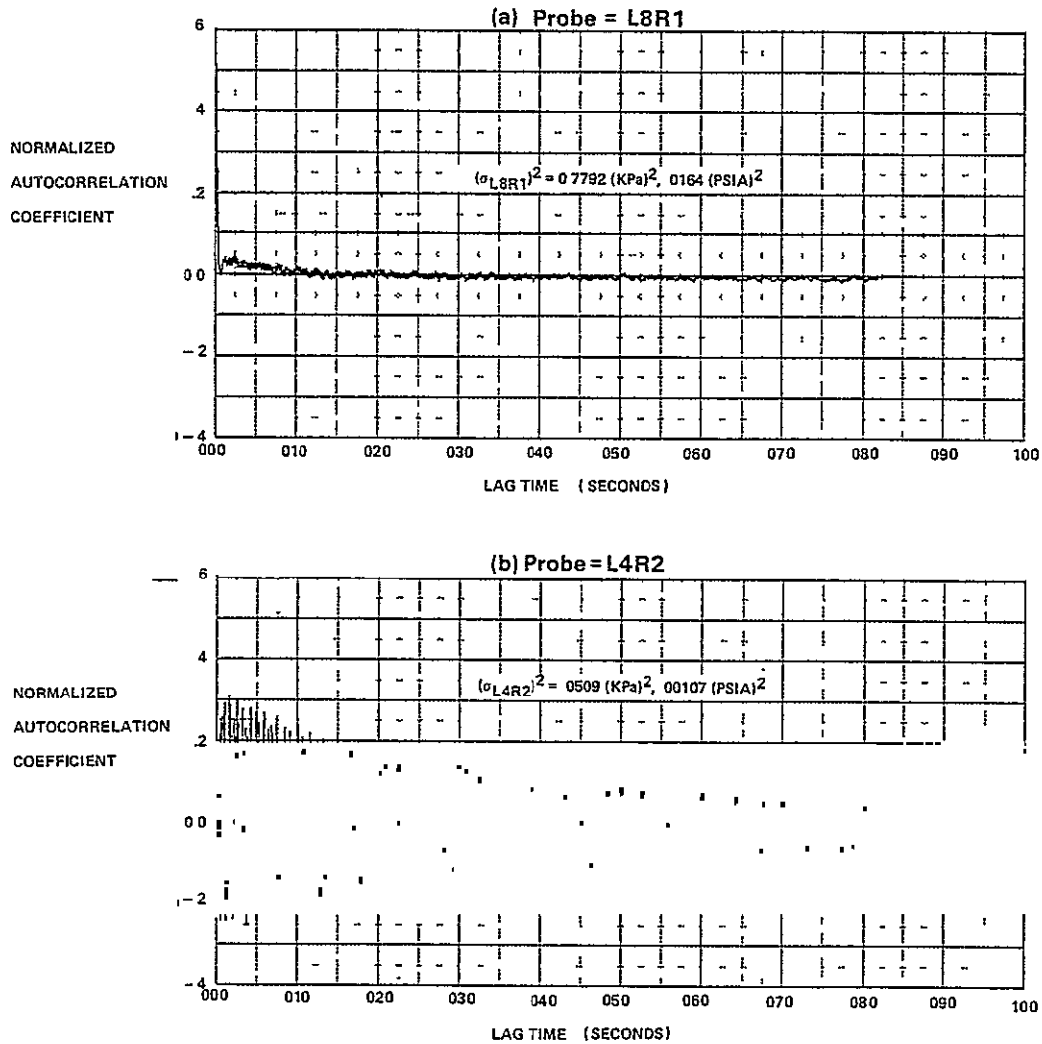 (a) Probe = L8R1
6
4
NORMALIZED
AUTOCORRELATION
COEFFICIENT
.2
(σL8R1)² = 0 7792 (KPa)², 0164 (PSIA)²
0 0
– 2
– 4
000 010 020 030 040 050 060 070 080 090 100
LAG TIME (SECONDS)
(b) Probe = L4R2
6
4
NORMALIZED
AUTOCORRELATION
COEFFICIENT
.2
(σL4R2)² = 0509 (KPa)², 00107 (PSIA)²
0 0
– 2
– 4
000 010 020 030 040 050 060 070 080 090 100
LAG TIME (SECONDS)